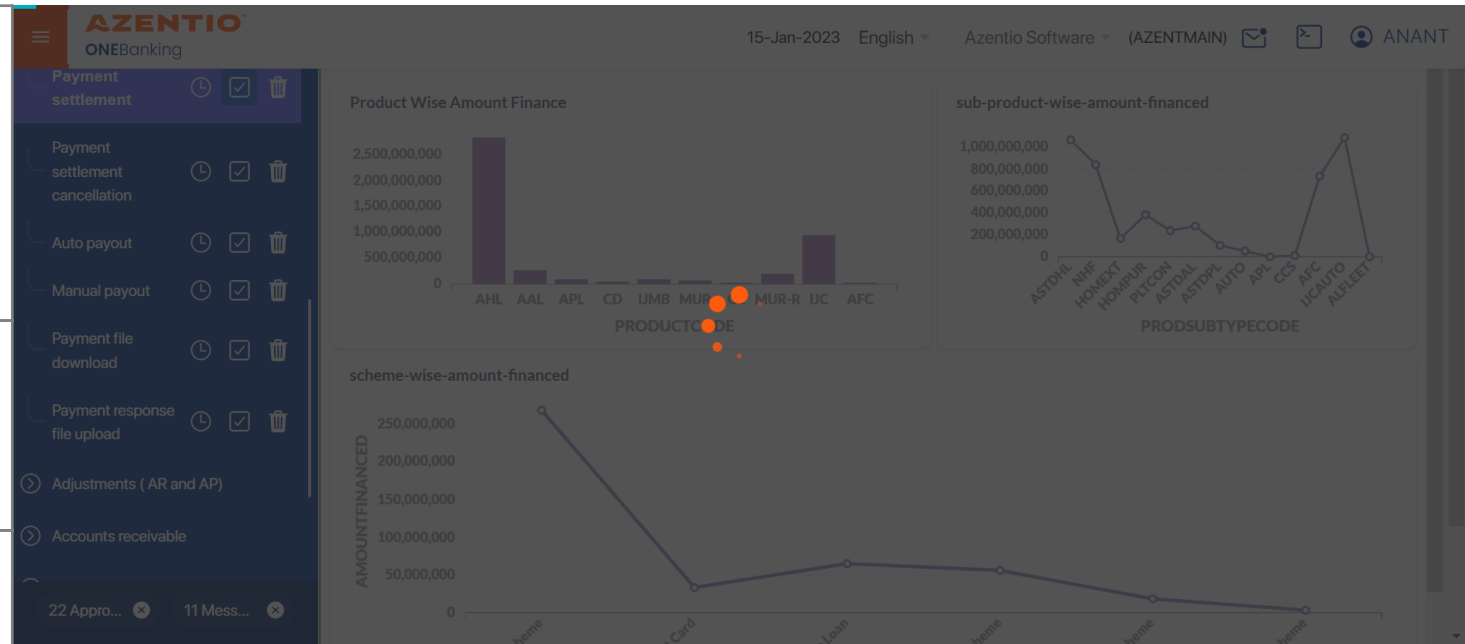 AZENTIO
ONEBanking
15-Jan-2023 English Azentio Software (AZENTMAIN) ANANT
Payment
settlement
Payment
settlement
cancellation
Auto payout
Manual payout
Payment file
download
Payment response
file upload
Adjustments ( AR and AP)
Accounts receivable
22 Appro...
11 Mess...
Product Wise Amount Finance
2,500,000,000
2,000,000,000
1,500,000,000
1,000,000,000
500,000,000
0
AHL AAL APL CD IJMB MUR MUR-R IJC AFC
PRODUCTCODE
sub-product-wise-amount-financed
1,000,000,000
800,000,000
600,000,000
400,000,000
200,000,000
0
ASTDHL NHF HOMEXT HOMPUR PLTCON ASTDAL ASTDPL AUTO APL CCS AFC IJCAUTO ALFLEET
PRODSUBTYPECODE
scheme-wise-amount-financed
AMOUNTFINANCED
250,000,000
200,000,000
150,000,000
100,000,000
50,000,000
0
heme Card Loan heme heme heme